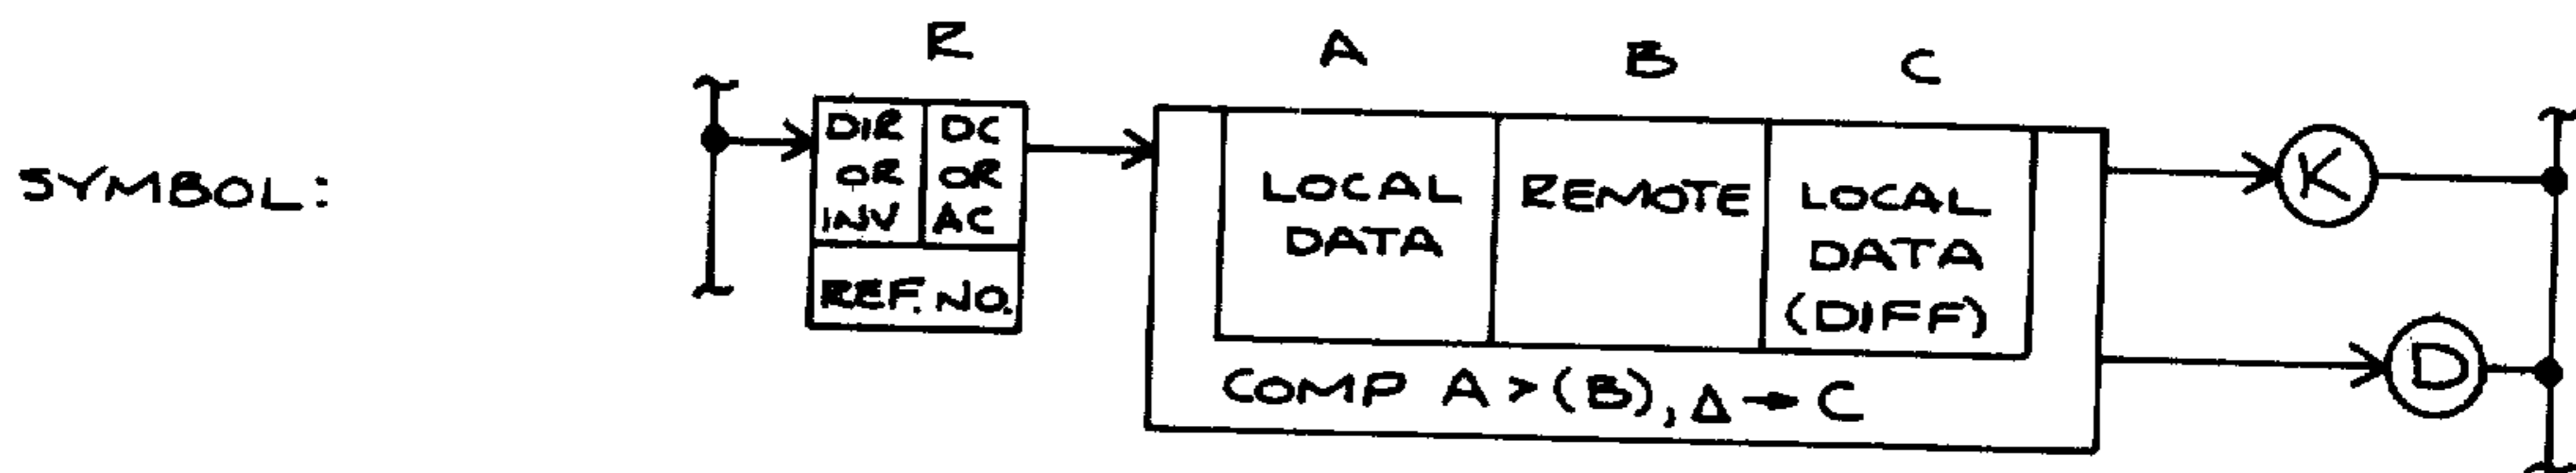 R A B C
SYMBOL:
DIR OR INV
DC OR AC
REF. NO.
LOCAL DATA
REMOTE
LOCAL DATA (DIFF)
COMP A > (B), Δ → C
K
D